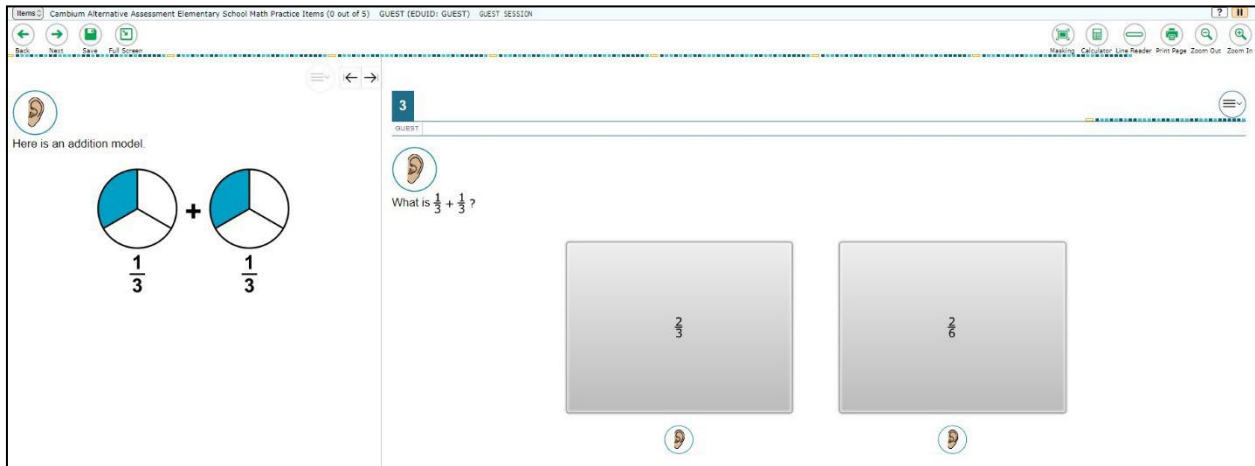 Items Cambium Alternative Assessment Elementary School Math Practice Items (0 out of 5) GUEST (EDUID: GUEST) GUEST SESSION ?
Back Next Save Full Screen Masking Calculator Line Reader Print Page Zoom Out Zoom In
Here is an addition model.
+
1/3 1/3
3
GUEST
What is 1/3 + 1/3 ?
2/3 2/6